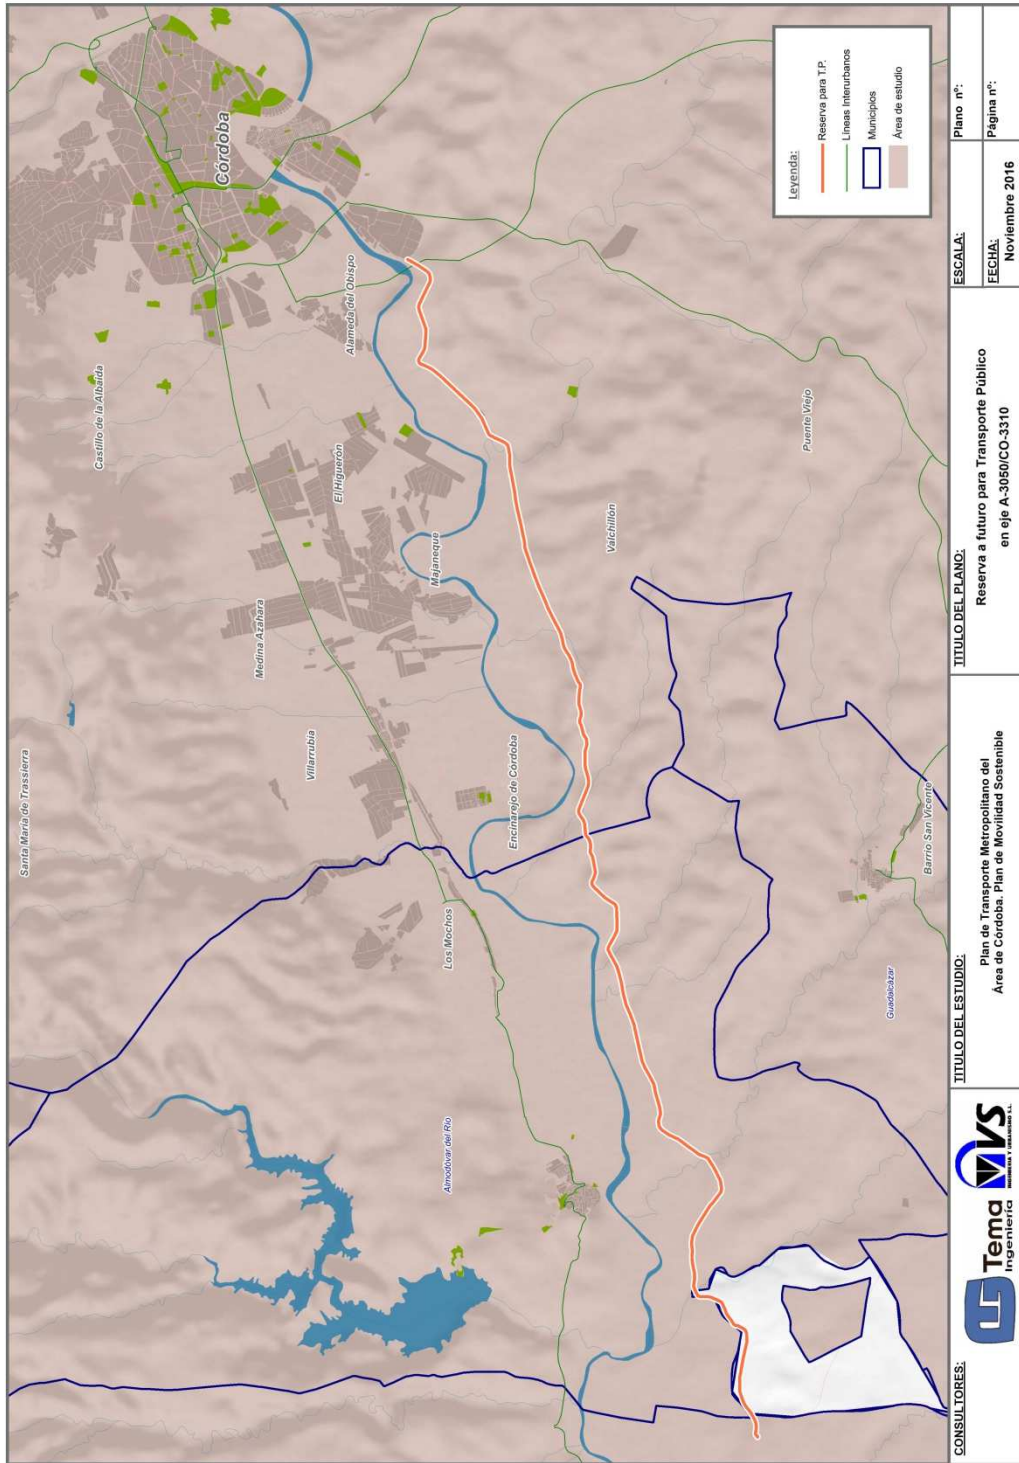 Santa María de Trassierra
Castillo de la Albaida
Córdoba
Medina Azahara
Villarrubia
El Higuerón
Alameda del Obispo
Majaneque
Los Mochos
Encinarejo de Córdoba
Almodóvar del Río
Valchillón
Puente Viejo
Guadalcázar
Barrio San Vicente
Leyenda:
Reserva para T.P.
Líneas Interurbanos
Municipios
Área de estudio
CONSULTORES:
Tema
Ingeniería
VS
INGENIERIA Y URBANISMO S.L.
TITULO DEL ESTUDIO:
Plan de Transporte Metropolitano del
Área de Córdoba. Plan de Movilidad Sostenible
TITULO DEL PLANO:
Reserva a futuro para Transporte Público
en eje A-3050/CO-3310
ESCALA:
FECHA:
Noviembre 2016
Plano nº:
Página nº: